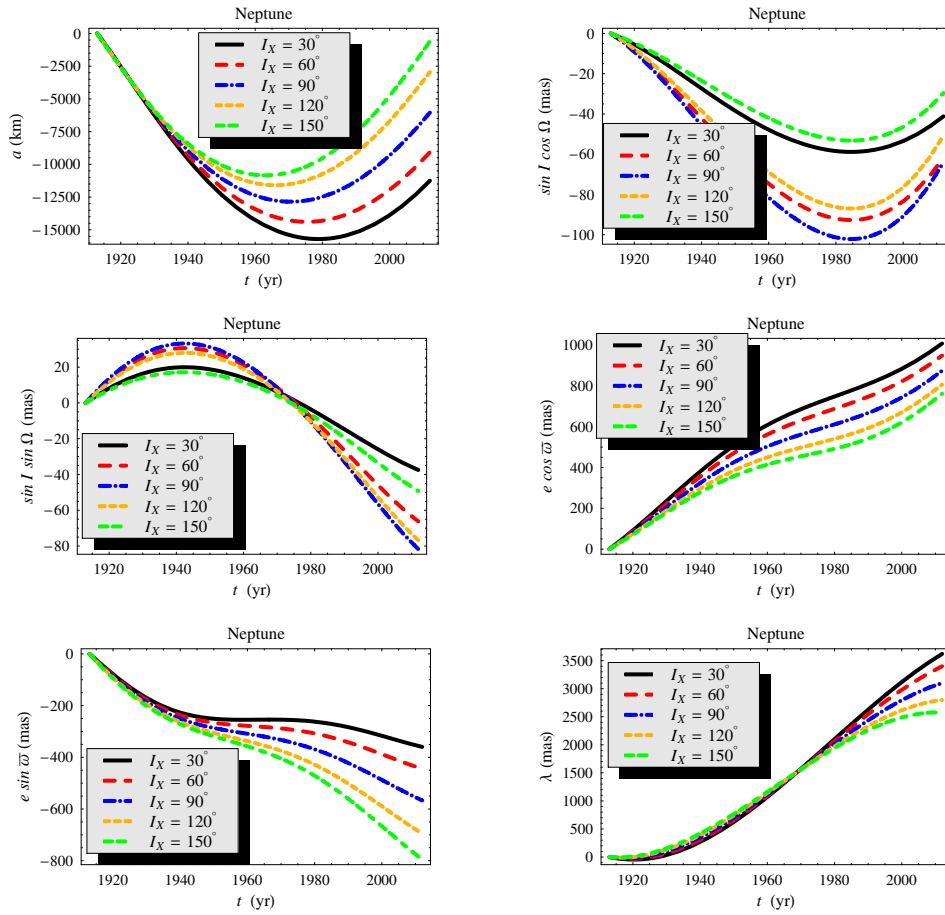 Neptune
a (km)
0
−2500
−5000
−7500
−10000
−12500
−15000
I_X = 30°
I_X = 60°
I_X = 90°
I_X = 120°
I_X = 150°
1920 1940 1960 1980 2000
t (yr)
Neptune
sin I cos Ω (mas)
0
−20
−40
−60
−80
−100
I_X = 30°
I_X = 60°
I_X = 90°
I_X = 120°
I_X = 150°
1920 1940 1960 1980 2000
t (yr)
Neptune
sin I sin Ω (mas)
20
0
−20
−40
−60
−80
I_X = 30°
I_X = 60°
I_X = 90°
I_X = 120°
I_X = 150°
1920 1940 1960 1980 2000
t (yr)
Neptune
e cos ϖ (mas)
1000
800
600
400
200
0
I_X = 30°
I_X = 60°
I_X = 90°
I_X = 120°
I_X = 150°
1920 1940 1960 1980 2000
t (yr)
Neptune
e sin ϖ (mas)
0
−200
−400
−600
−800
I_X = 30°
I_X = 60°
I_X = 90°
I_X = 120°
I_X = 150°
1920 1940 1960 1980 2000
t (yr)
Neptune
λ (mas)
3500
3000
2500
2000
1500
1000
500
0
I_X = 30°
I_X = 60°
I_X = 90°
I_X = 120°
I_X = 150°
1920 1940 1960 1980 2000
t (yr)